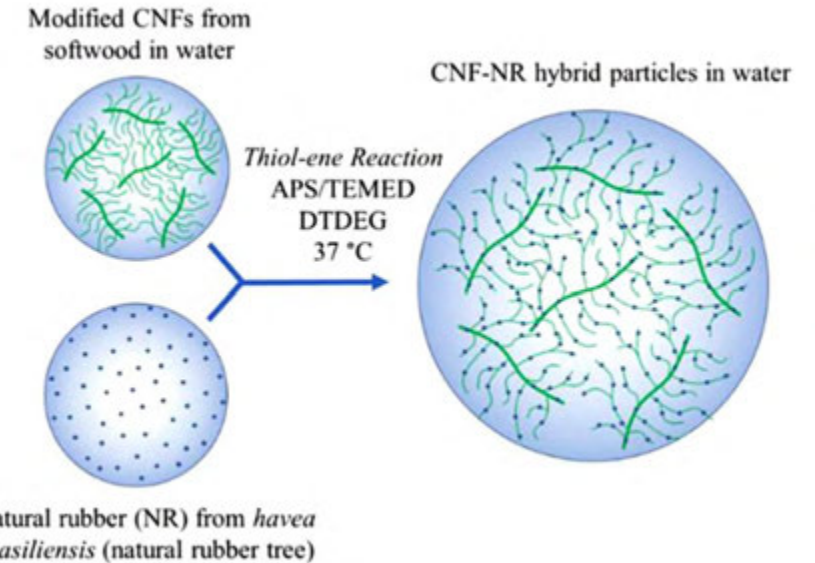 Modified CNFs from
softwood in water
CNF-NR hybrid particles in water
Thiol-ene Reaction
APS/TEMED
DTDEG
37 °C
atural rubber (NR) from havea
asiliensis (natural rubber tree)